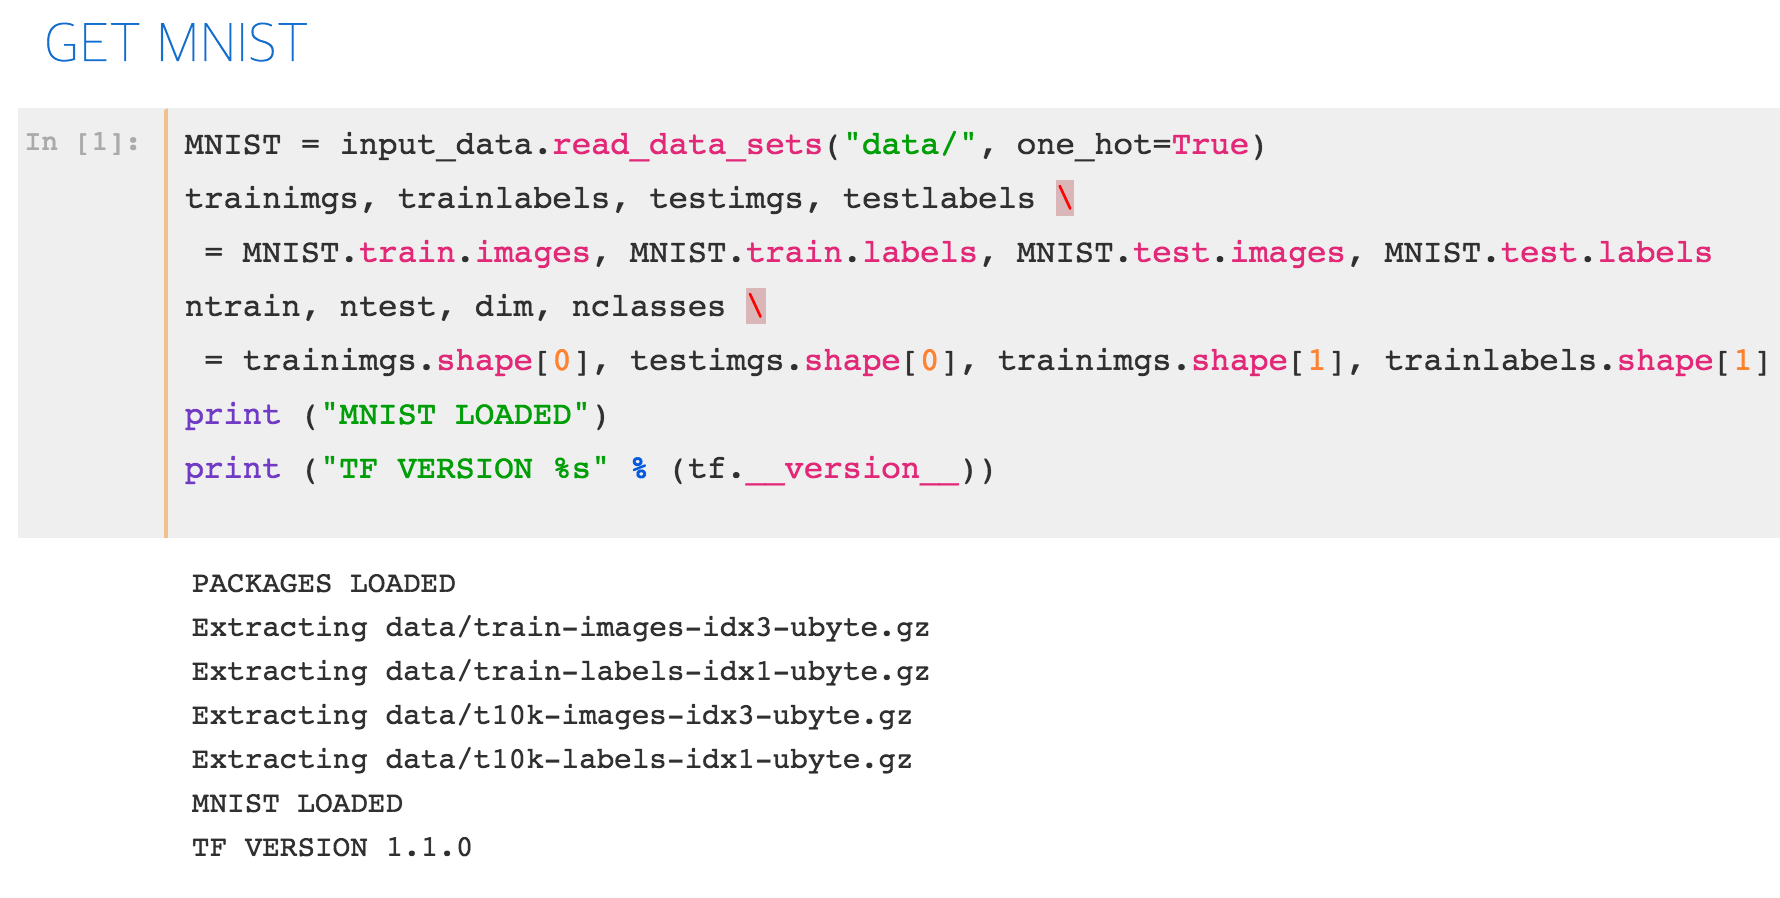 GET MNIST
In [1]:
MNIST = input_data.read_data_sets("data/", one_hot=True)
trainimgs, trainlabels, testimgs, testlabels \
 = MNIST.train.images, MNIST.train.labels, MNIST.test.images, MNIST.test.labels
ntrain, ntest, dim, nclasses \
 = trainimgs.shape[0], testimgs.shape[0], trainimgs.shape[1], trainlabels.shape[1]
print ("MNIST LOADED")
print ("TF VERSION %s" % (tf.__version__))
PACKAGES LOADED
Extracting data/train-images-idx3-ubyte.gz
Extracting data/train-labels-idx1-ubyte.gz
Extracting data/t10k-images-idx3-ubyte.gz
Extracting data/t10k-labels-idx1-ubyte.gz
MNIST LOADED
TF VERSION 1.1.0